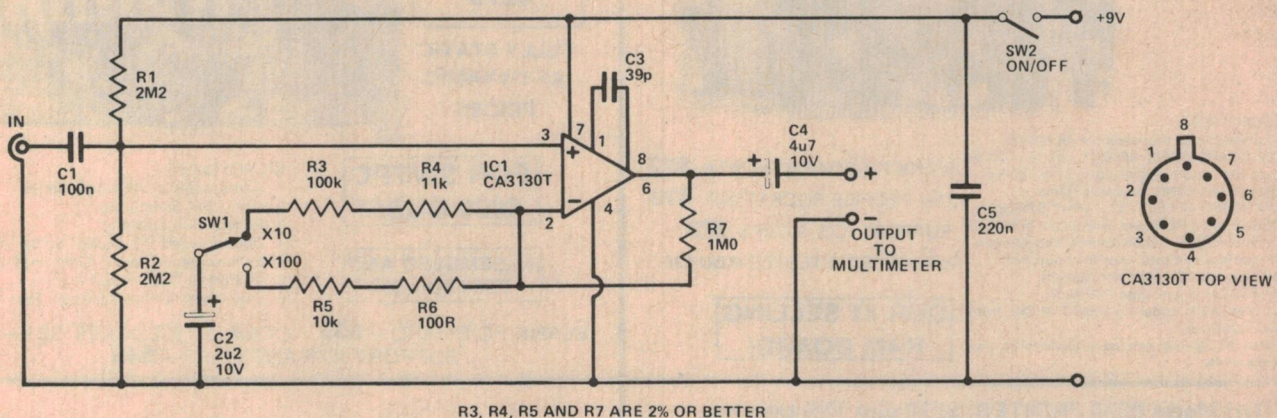 IN
C1
100n
R1
2M2
R2
2M2
SW1
X10
X100
C2
2u2
10V
+
R3
100k
R4
11k
R5
10k
R6
100R
IC1
CA3130T
3
2
7
1
8
6
4
+
–
C3
39p
R7
1M0
C4
4u7
10V
+
+
–
OUTPUT
TO
MULTIMETER
C5
220n
SW2
ON/OFF
+9V
8
1
7
2
6
3
5
4
CA3130T TOP VIEW
R3, R4, R5 AND R7 ARE 2% OR BETTER